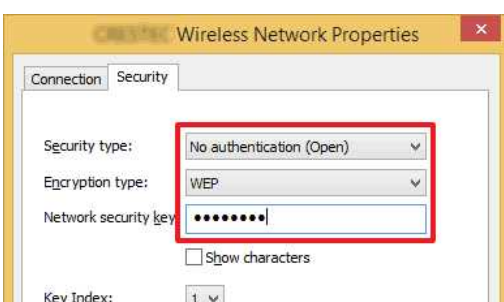 Wireless Network Properties
Connection Security
Security type: No authentication (Open)
Encryption type: WEP
Network security key ••••••••
Show characters
Key Index: 1